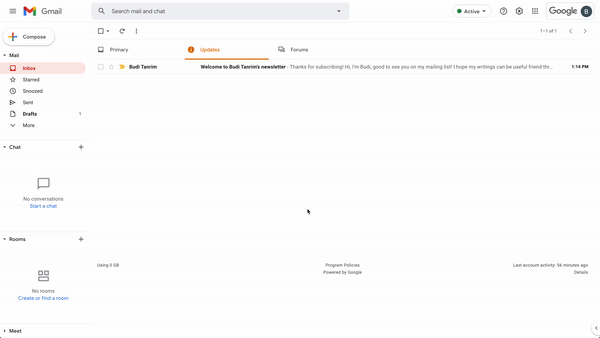 Gmail
Search mail and chat
Active
Google
B
Compose
1–1 of 1
Mail
Primary
Updates
Forums
Inbox
Budi Tanrim
Welcome to Budi Tanrim's newsletter - Thanks for subscribing! Hi, I'm Budi, good to see you on my mailing list! I hope my writings can be useful friend thr...
1:14 PM
Starred
Snoozed
Sent
Drafts
1
More
Chat
No conversations
Start a chat
Rooms
No rooms
Create or find a room
Using 0 GB
Program Policies
Powered by Google
Last account activity: 56 minutes ago
Details
Meet